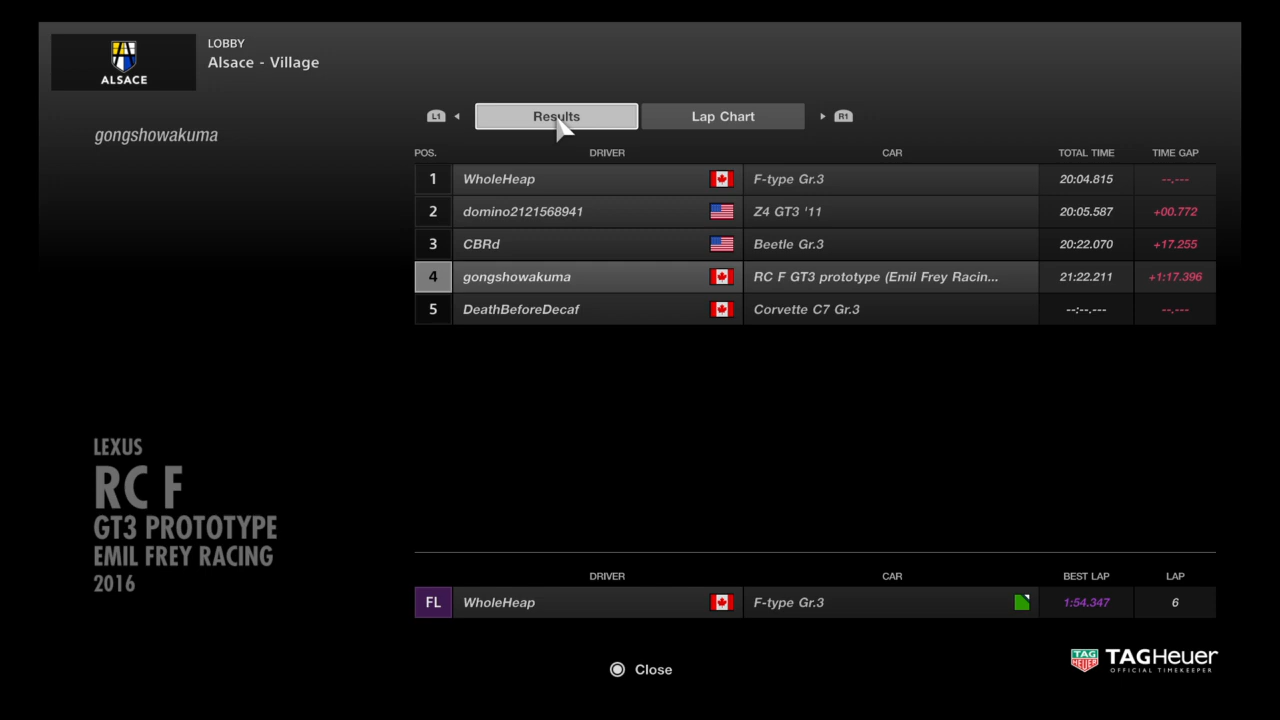 ALSACE
LOBBY
Alsace - Village
gongshowakuma
L1 Results Lap Chart R1
POS. DRIVER CAR TOTAL TIME TIME GAP
1 WholeHeap F-type Gr.3 20:04.815 --.---
2 domino2121568941 Z4 GT3 '11 20:05.587 +00.772
3 CBRd Beetle Gr.3 20:22.070 +17.255
4 gongshowakuma RC F GT3 prototype (Emil Frey Racin... 21:22.211 +1:17.396
5 DeathBeforeDecaf Corvette C7 Gr.3 --:--.--- --.---
LEXUS
RC F
GT3 PROTOTYPE
EMIL FREY RACING
2016
DRIVER CAR BEST LAP LAP
FL WholeHeap F-type Gr.3 1:54.347 6
Close
TAG HEUER TAGHeuer
OFFICIAL TIMEKEEPER